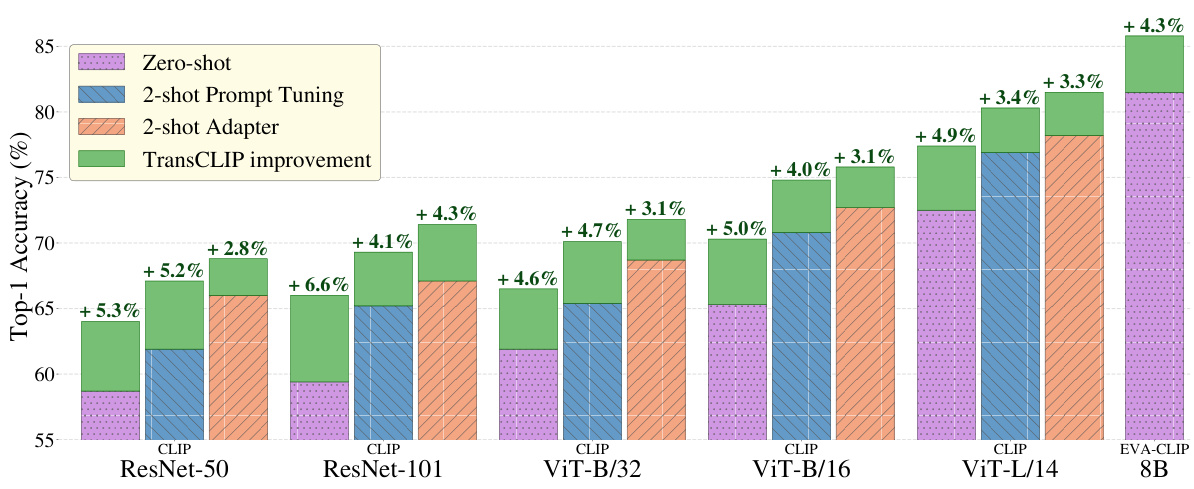 Top-1 Accuracy (%)
85
80
75
70
65
60
55
Zero-shot
2-shot Prompt Tuning
2-shot Adapter
TransCLIP improvement
+ 5.3%
+ 5.2%
+ 2.8%
+ 6.6%
+ 4.1%
+ 4.3%
+ 4.6%
+ 4.7%
+ 3.1%
+ 5.0%
+ 4.0%
+ 3.1%
+ 4.9%
+ 3.4%
+ 3.3%
+ 4.3%
CLIP
ResNet-50
CLIP
ResNet-101
CLIP
ViT-B/32
CLIP
ViT-B/16
CLIP
ViT-L/14
EVA-CLIP
8B